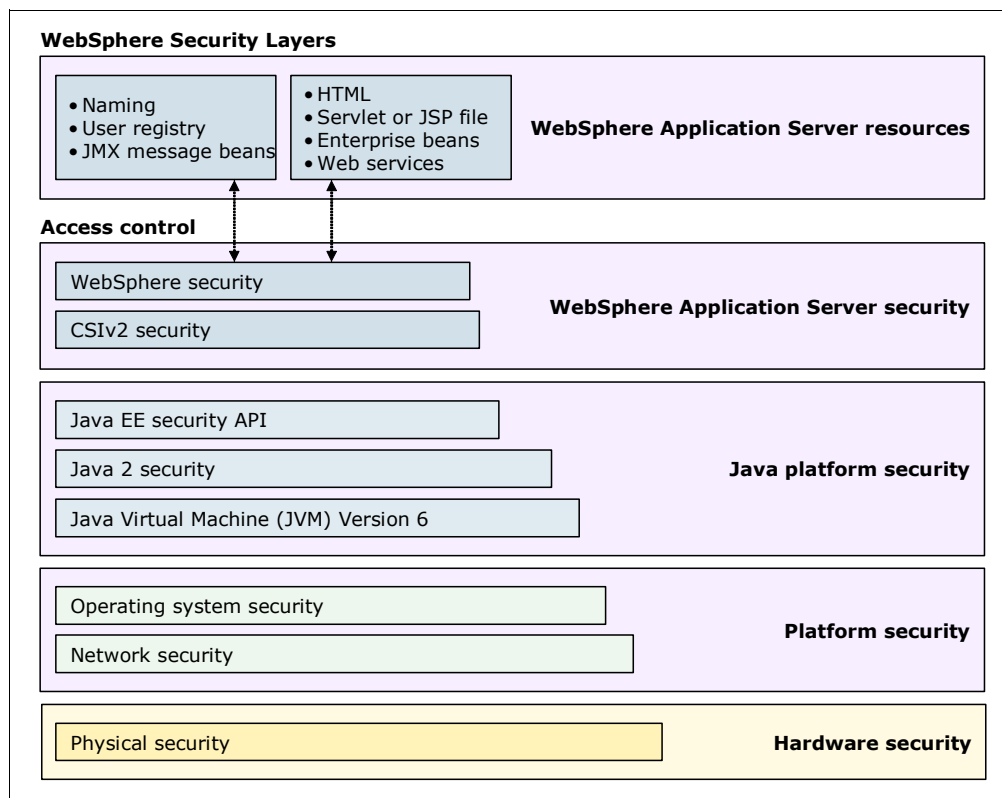 WebSphere Security Layers
• Naming
• User registry
• JMX message beans
• HTML
• Servlet or JSP file
• Enterprise beans
• Web services
WebSphere Application Server resources
Access control
WebSphere security
CSIv2 security
WebSphere Application Server security
Java EE security API
Java 2 security
Java Virtual Machine (JVM) Version 6
Java platform security
Operating system security
Network security
Platform security
Physical security
Hardware security